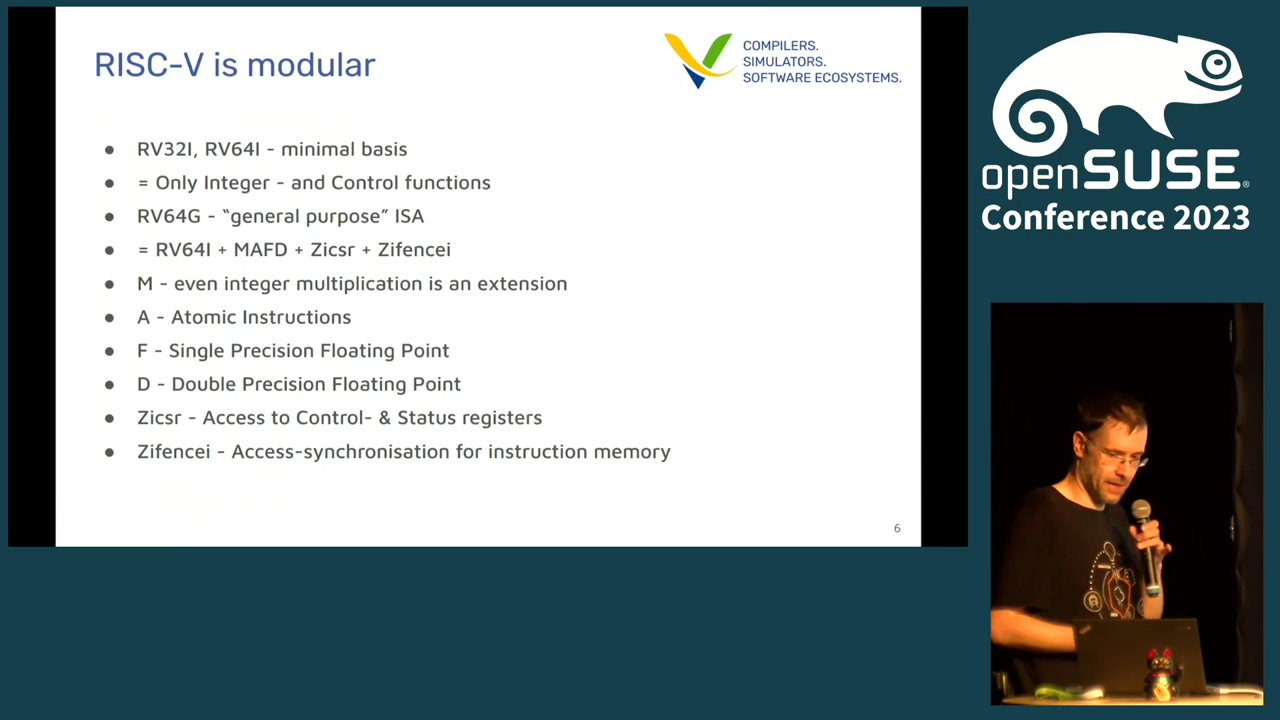 RISC-V is modular
COMPILERS.
SIMULATORS.
SOFTWARE ECOSYSTEMS.
● RV32I, RV64I - minimal basis
● = Only Integer - and Control functions
● RV64G - “general purpose” ISA
● = RV64I + MAFD + Zicsr + Zifencei
● M - even integer multiplication is an extension
● A - Atomic Instructions
● F - Single Precision Floating Point
● D - Double Precision Floating Point
● Zicsr - Access to Control- & Status registers
● Zifencei - Access-synchronisation for instruction memory
6
openSUSE®
Conference 2023